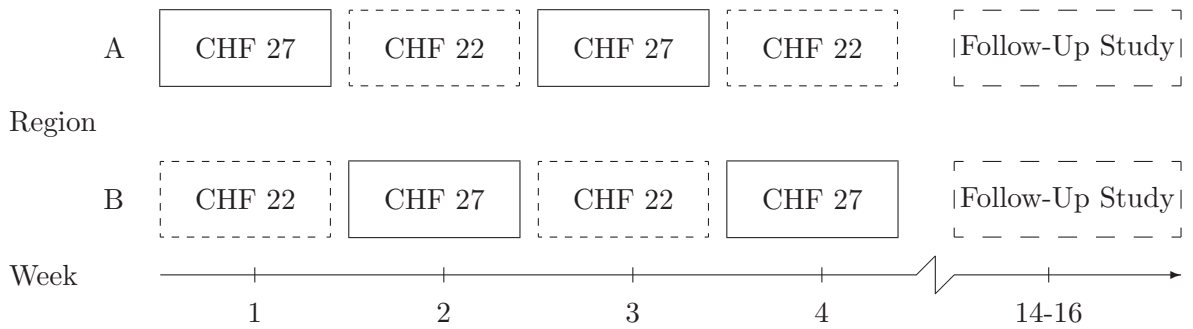 A CHF 27 CHF 22 CHF 27 CHF 22 Follow-Up Study
Region
B CHF 22 CHF 27 CHF 22 CHF 27 Follow-Up Study
Week
1 2 3 4 14-16